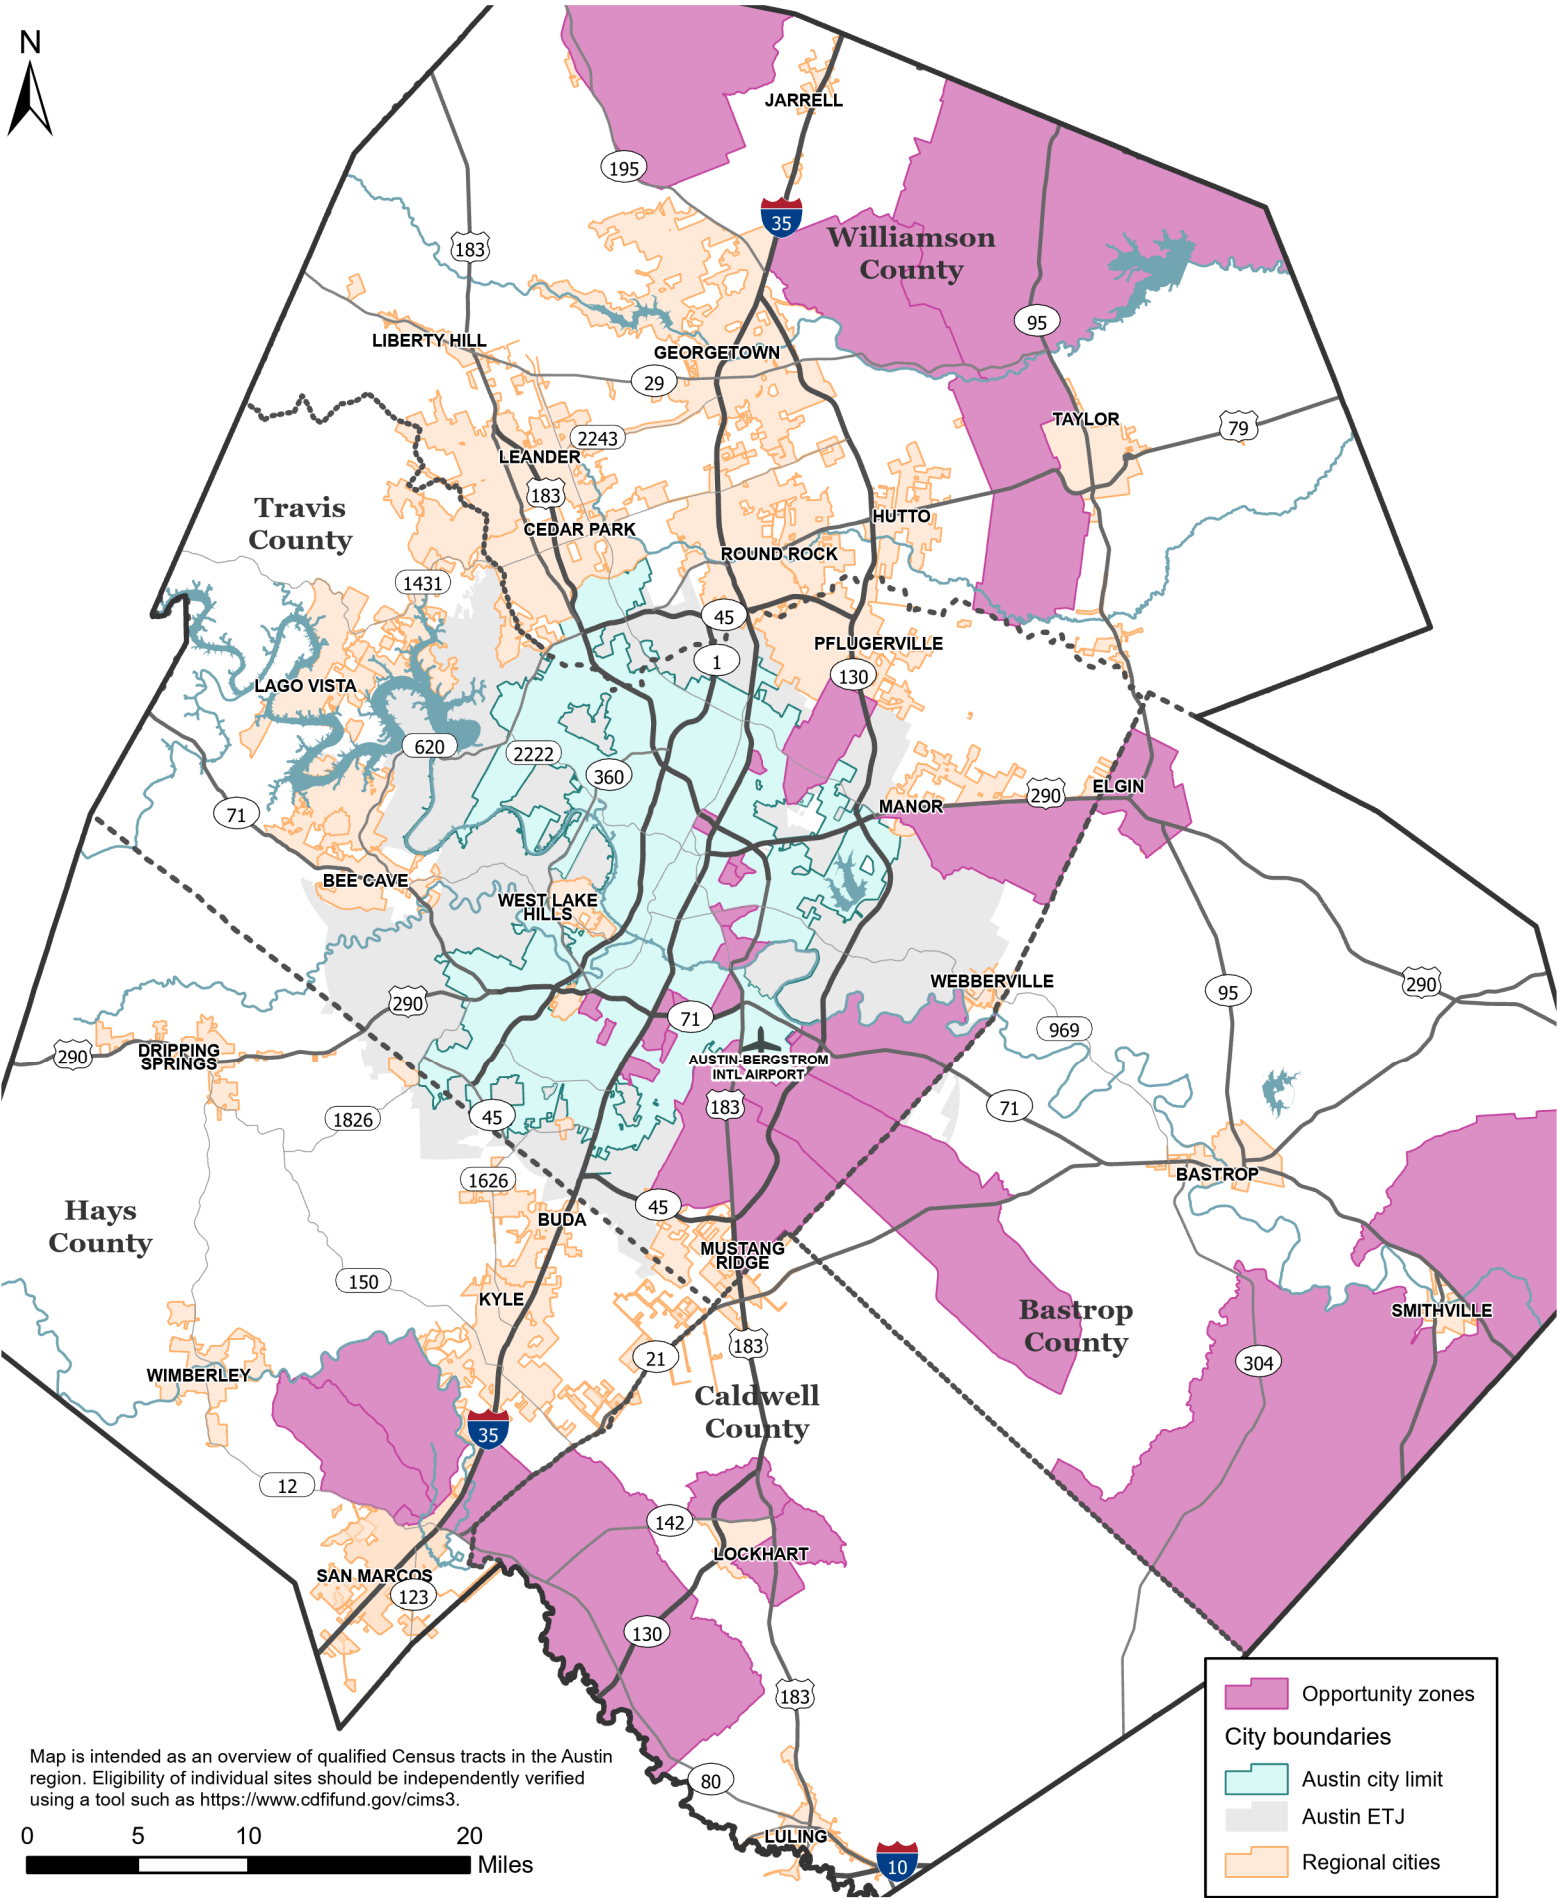 N
JARRELL
195
35
Williamson
County
183
95
LIBERTY HILL
GEORGETOWN
29
TAYLOR
79
2243
LEANDER
183
Travis
County
CEDAR PARK
HUTTO
ROUND ROCK
1431
45
PFLUGERVILLE
1
130
LAGO VISTA
620
2222
360
290
ELGIN
MANOR
71
BEE CAVE
WEST LAKE
HILLS
WEBBERVILLE
290
95
290
71
969
290
DRIPPING
SPRINGS
AUSTIN-BERGSTROM
INTL AIRPORT
183
71
1826
45
BASTROP
1626
45
Hays
County
BUDA
MUSTANG
RIDGE
150
KYLE
Bastrop
County
SMITHVILLE
183
21
304
WIMBERLEY
Caldwell
County
35
12
142
LOCKHART
SAN MARCOS
123
130
183
80
LULING
10
Map is intended as an overview of qualified Census tracts in the Austin
region. Eligibility of individual sites should be independently verified
using a tool such as https://www.cdfifund.gov/cims3.
0 5 10 20
Miles
Opportunity zones
City boundaries
Austin city limit
Austin ETJ
Regional cities